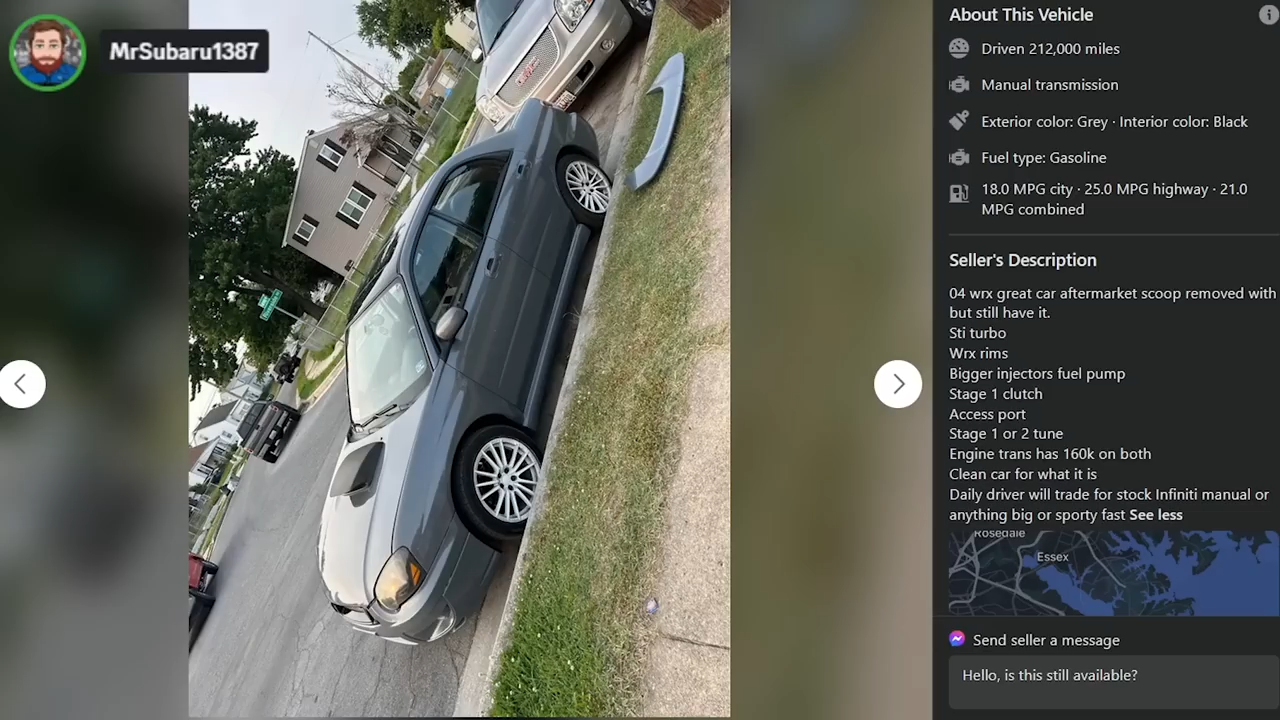 MrSubaru1387
GMC
About This Vehicle
Driven 212,000 miles
Manual transmission
Exterior color: Grey · Interior color: Black
Fuel type: Gasoline
18.0 MPG city · 25.0 MPG highway · 21.0
MPG combined
Seller's Description
04 wrx great car aftermarket scoop removed with
but still have it.
Sti turbo
Wrx rims
Bigger injectors fuel pump
Stage 1 clutch
Access port
Stage 1 or 2 tune
Engine trans has 160k on both
Clean car for what it is
Daily driver will trade for stock Infiniti manual or
anything big or sporty fast See less
Rosedale
Essex
Send seller a message
Hello, is this still available?